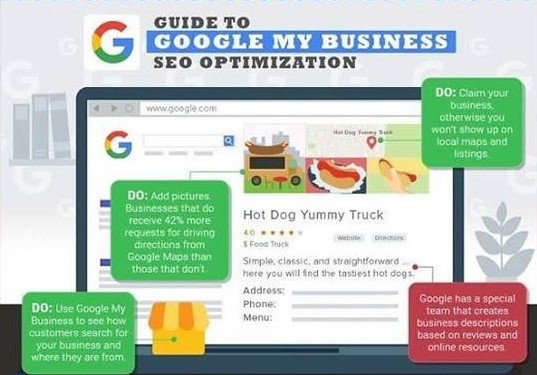 GUIDE TO
GOOGLE MY BUSINESS
SEO OPTIMIZATION
www.google.com
DO: Claim your
business,
otherwise you
won't show up on
local maps and
listings.
Hot Dog Yummy Truck
DO: Add pictures.
Businesses that do
receive 42% more
requests for driving
directions from
Google Maps than
those that don't.
Hot Dog Yummy Truck
4.0
$ Food Truck
Website Directions
Simple, classic, and straightforward ...
here you will find the tastiest hot dogs.
Address:
Phone:
Menu:
DO: Use Google My
Business to see how
customers search for
your business and
where they are from.
Google has a special
team that creates
business descriptions
based on reviews and
online resources.